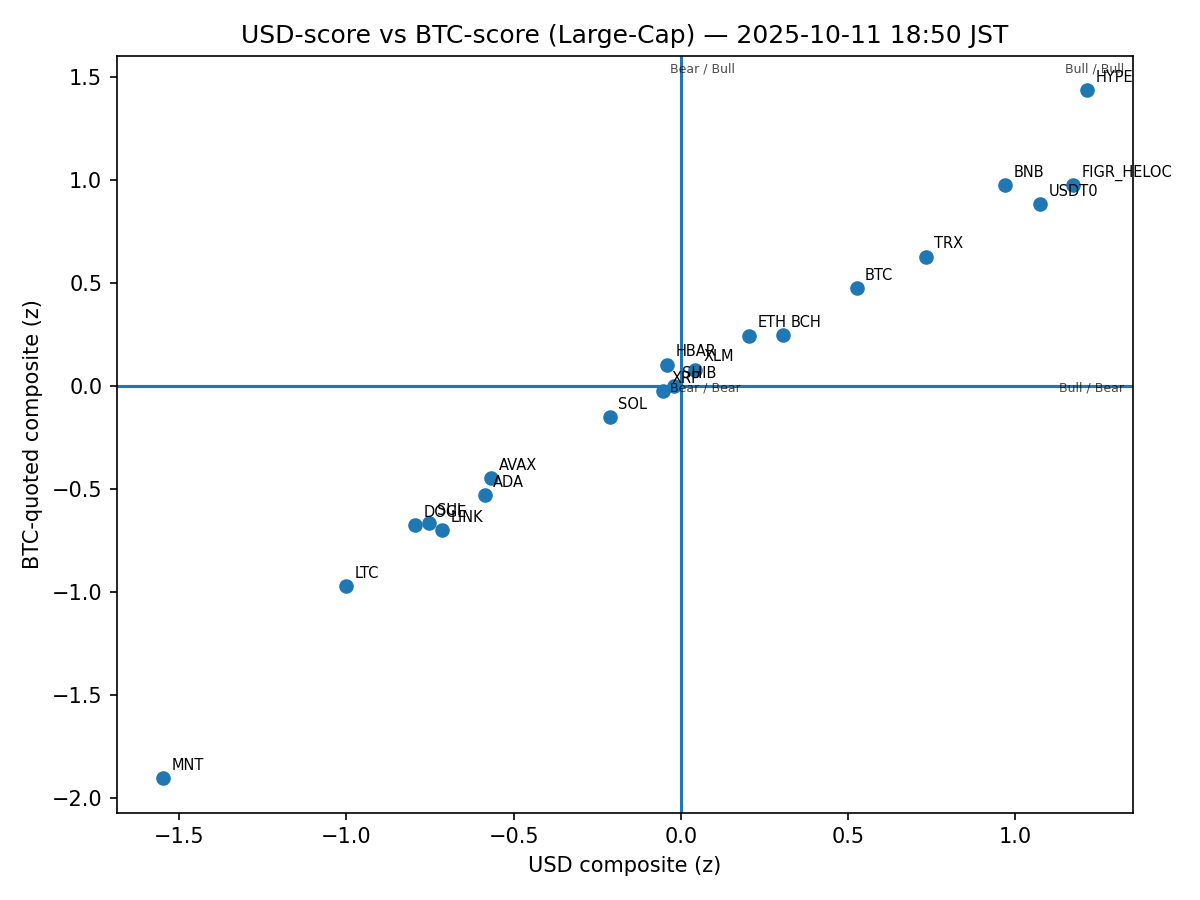 USD-score vs BTC-score (Large-Cap) — 2025-10-11 18:50 JST
Bear / Bull
Bull / Bull
HYPE
BNB
FIGR_HELOC
USDT0
TRX
BTC
ETH
BCH
HBAR
XLM
SHIB
XRP
Bear / Bear
Bull / Bear
SOL
AVAX
ADA
DOGE
SUI
LINK
LTC
MNT
1.5
1.0
0.5
0.0
−0.5
−1.0
−1.5
−2.0
BTC-quoted composite (z)
−1.5
−1.0
−0.5
0.0
0.5
1.0
USD composite (z)